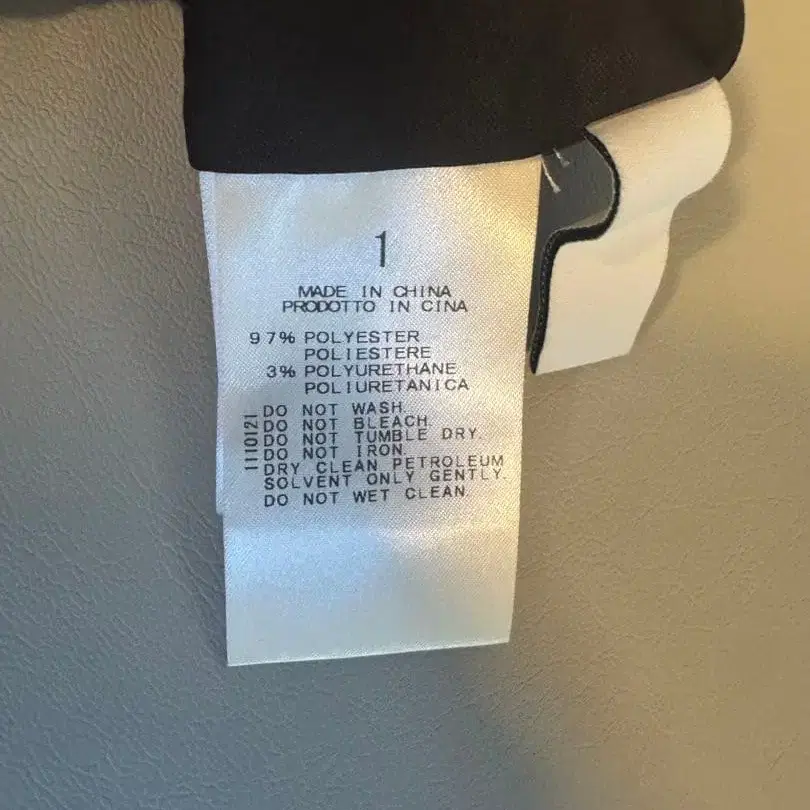 1
MADE IN CHINA
PRODOTTO IN CINA
97% POLYESTER
POLIESTERE
3% POLYURETHANE
POLIURETANICA
DO NOT WASH.
DO NOT BLEACH.
DO NOT TUMBLE DRY.
DO NOT IRON.
DRY CLEAN PETROLEUM
SOLVENT ONLY GENTLY.
DO NOT WET CLEAN.
1110121